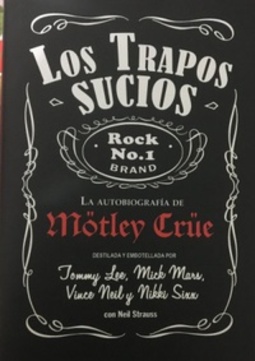 LOS TRAPOS
SUCIOS
Rock
No.1
BRAND
LA AUTOBIOGRAFÍA DE
Mötley Crüe
DESTILADA Y EMBOTELLADA POR
Tommy Lee, Mick Mars,
Vince Neil y Nikki Sixx
con Neil Strauss